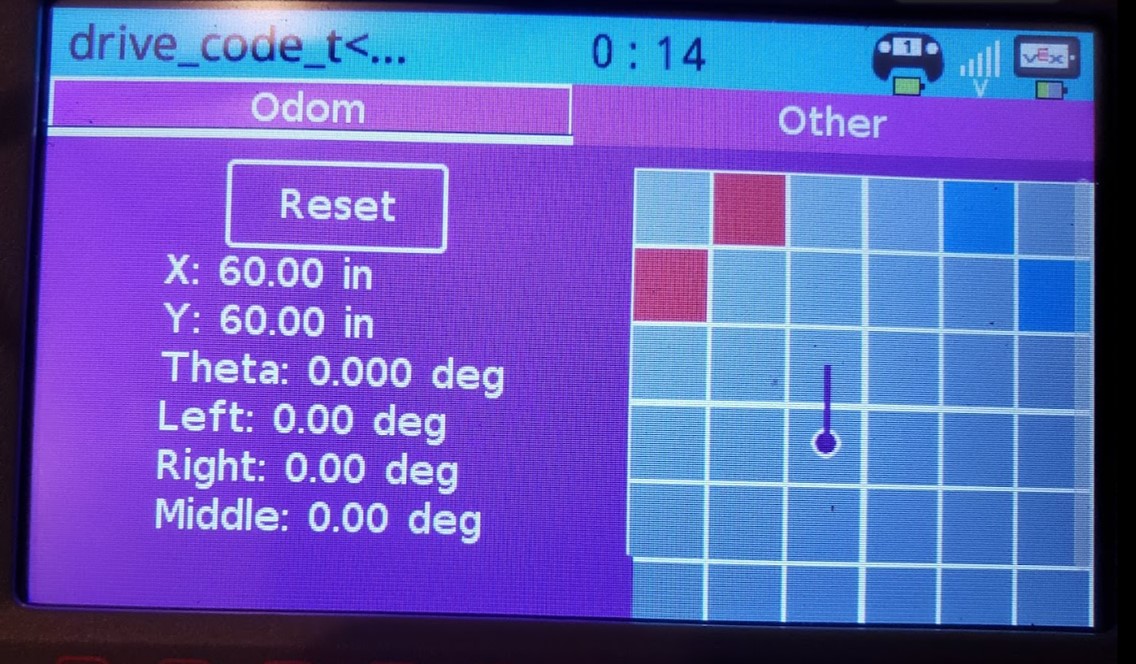 drive_code_t<...
0 : 14
1
V
VEX
Odom
Other
Reset
X: 60.00 in
Y: 60.00 in
Theta: 0.000 deg
Left: 0.00 deg
Right: 0.00 deg
Middle: 0.00 deg